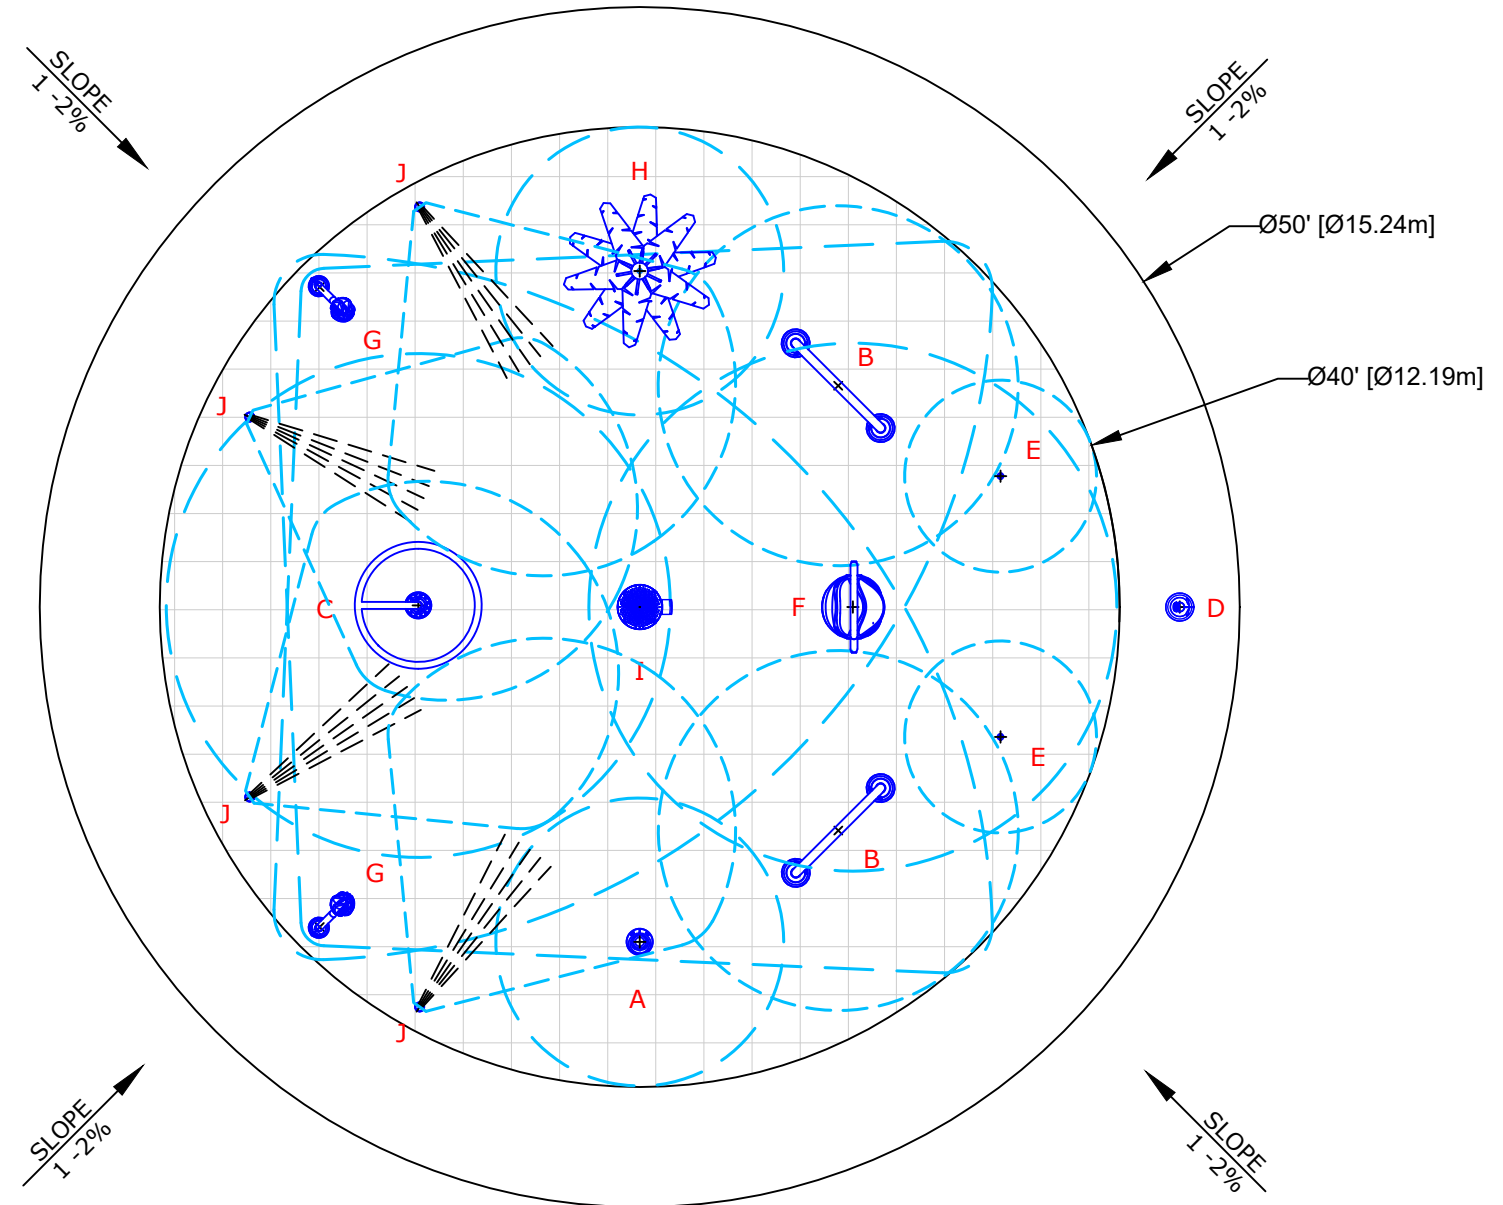 SLOPE
1 -2%
SLOPE
1 -2%
J
H
Ø50' [Ø15.24m]
G
B
Ø40' [Ø12.19m]
J
E
C
F
D
I
E
J
G
B
A
J
SLOPE
1 -2%
SLOPE
1 -2%